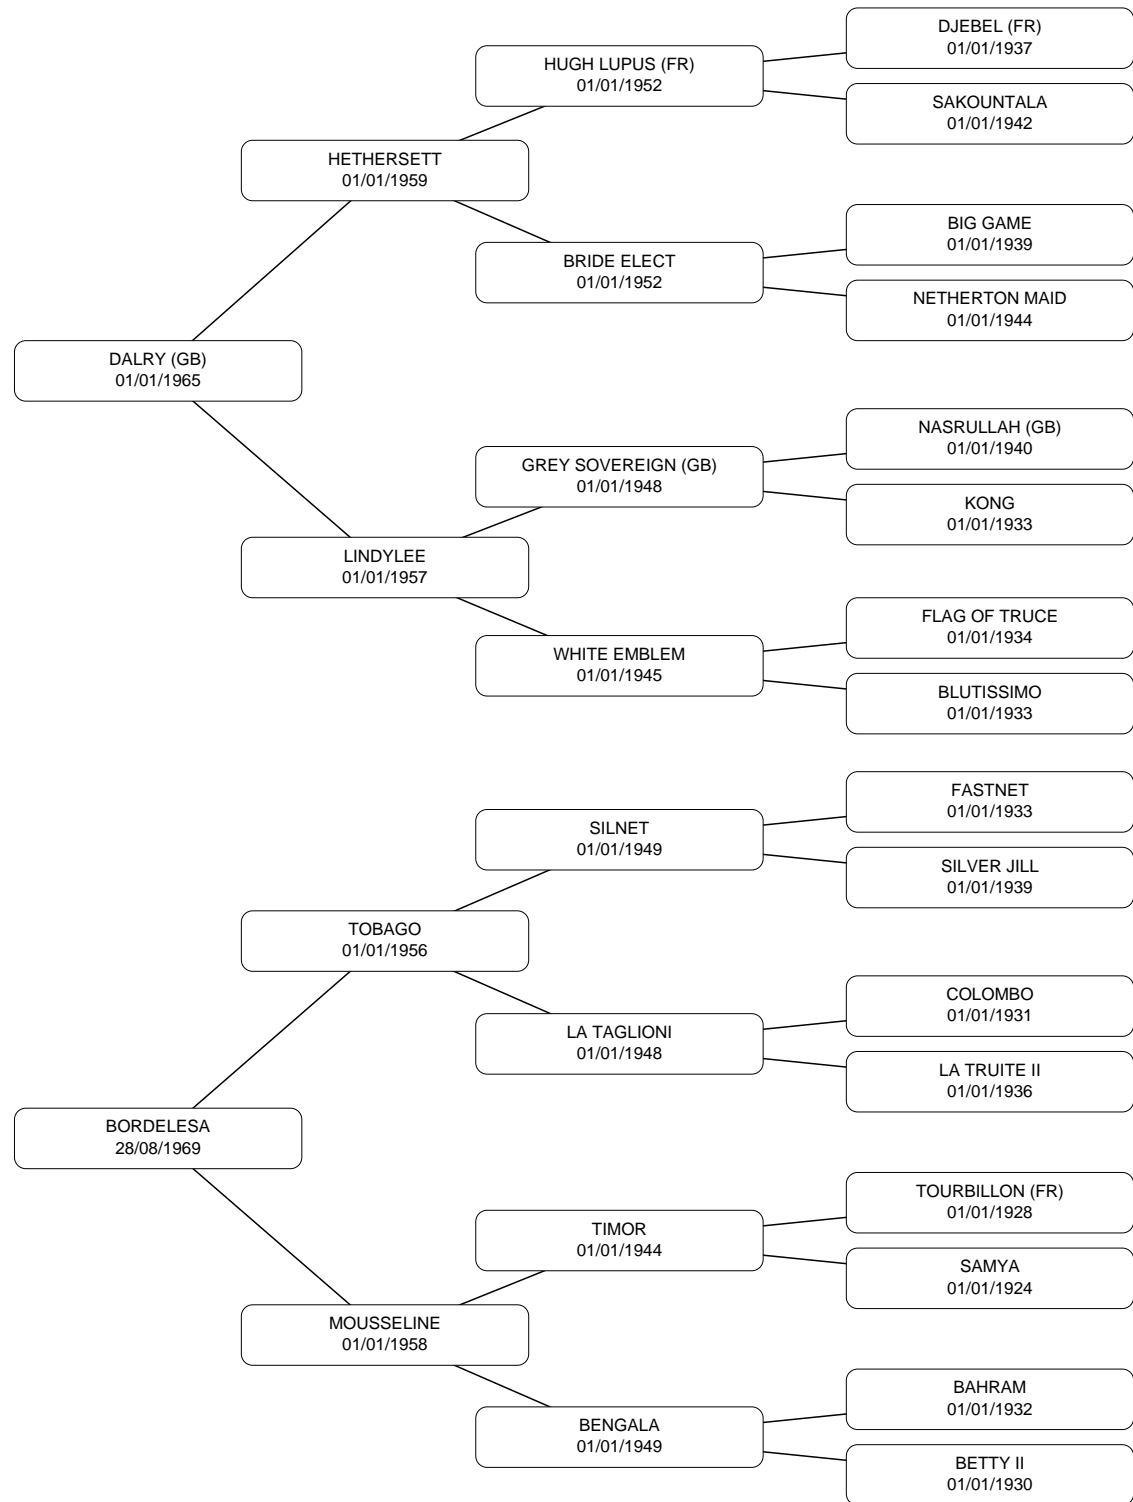 DJEBEL (FR)
01/01/1937
HUGH LUPUS (FR)
01/01/1952
SAKOUNTALA
01/01/1942
HETHERSETT
01/01/1959
BIG GAME
01/01/1939
BRIDE ELECT
01/01/1952
NETHERTON MAID
01/01/1944
DALRY (GB)
01/01/1965
NASRULLAH (GB)
01/01/1940
GREY SOVEREIGN (GB)
01/01/1948
KONG
01/01/1933
LINDYLEE
01/01/1957
FLAG OF TRUCE
01/01/1934
WHITE EMBLEM
01/01/1945
BLUTISSIMO
01/01/1933
FASTNET
01/01/1933
SILNET
01/01/1949
SILVER JILL
01/01/1939
TOBAGO
01/01/1956
COLOMBO
01/01/1931
LA TAGLIONI
01/01/1948
LA TRUITE II
01/01/1936
BORDELESA
28/08/1969
TOURBILLON (FR)
01/01/1928
TIMOR
01/01/1944
SAMYA
01/01/1924
MOUSSELINE
01/01/1958
BAHRAM
01/01/1932
BENGALA
01/01/1949
BETTY II
01/01/1930